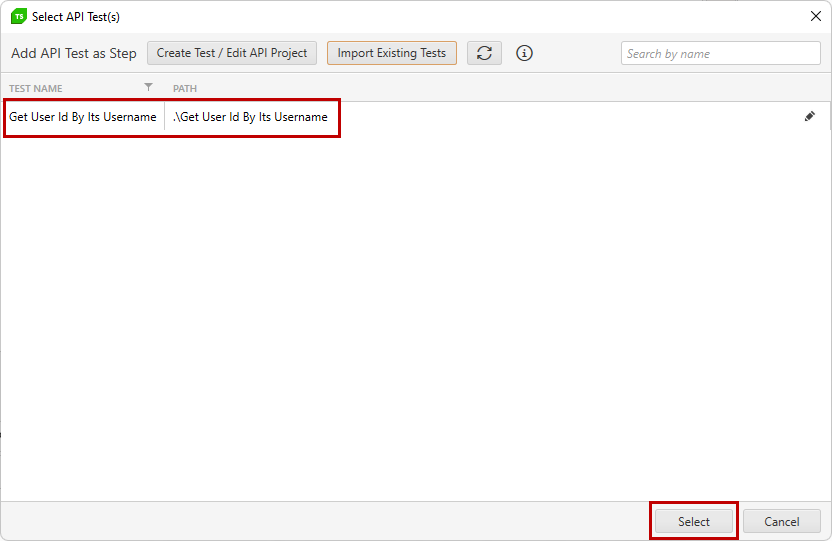 TS Select API Test(s)
Add API Test as Step Create Test / Edit API Project Import Existing Tests Search by name
TEST NAME PATH
Get User Id By Its Username .\Get User Id By Its Username
Select Cancel